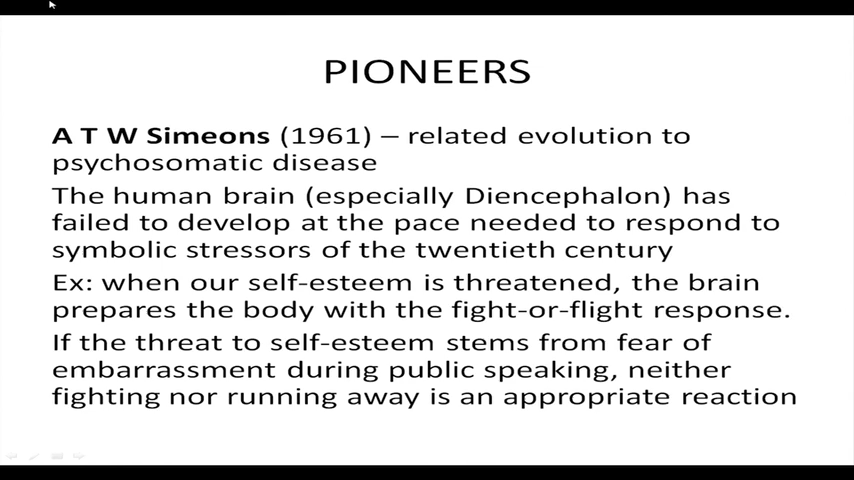 PIONEERS
A T W Simeons (1961) – related evolution to
psychosomatic disease
The human brain (especially Diencephalon) has
failed to develop at the pace needed to respond to
symbolic stressors of the twentieth century
Ex: when our self-esteem is threatened, the brain
prepares the body with the fight-or-flight response.
If the threat to self-esteem stems from fear of
embarrassment during public speaking, neither
fighting nor running away is an appropriate reaction